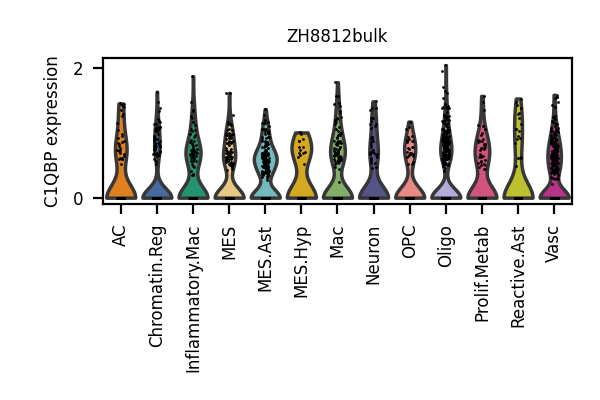 ZH8812bulk
C1QBP expression
2
0
AC
Chromatin.Reg
Inflammatory.Mac
MES
MES.Ast
MES.Hyp
Mac
Neuron
OPC
Oligo
Prolif.Metab
Reactive.Ast
Vasc